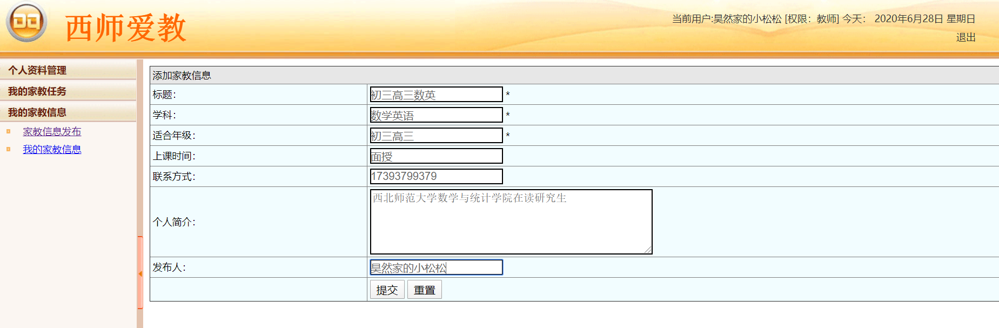 西师爱教
当前用户:昊然家的小松松 [权限：教师] 今天： 2020年6月28日 星期日
退出
个人资料管理
我的家教任务
我的家教信息
家教信息发布
我的家教信息
添加家教信息
标题：
初三高三数英 *
学科：
数学英语 *
适合年级：
初三高三 *
上课时间：
面授
联系方式：
17393799379
个人简介：
西北师范大学数学与统计学院在读研究生
发布人：
昊然家的小松松
提交 重置